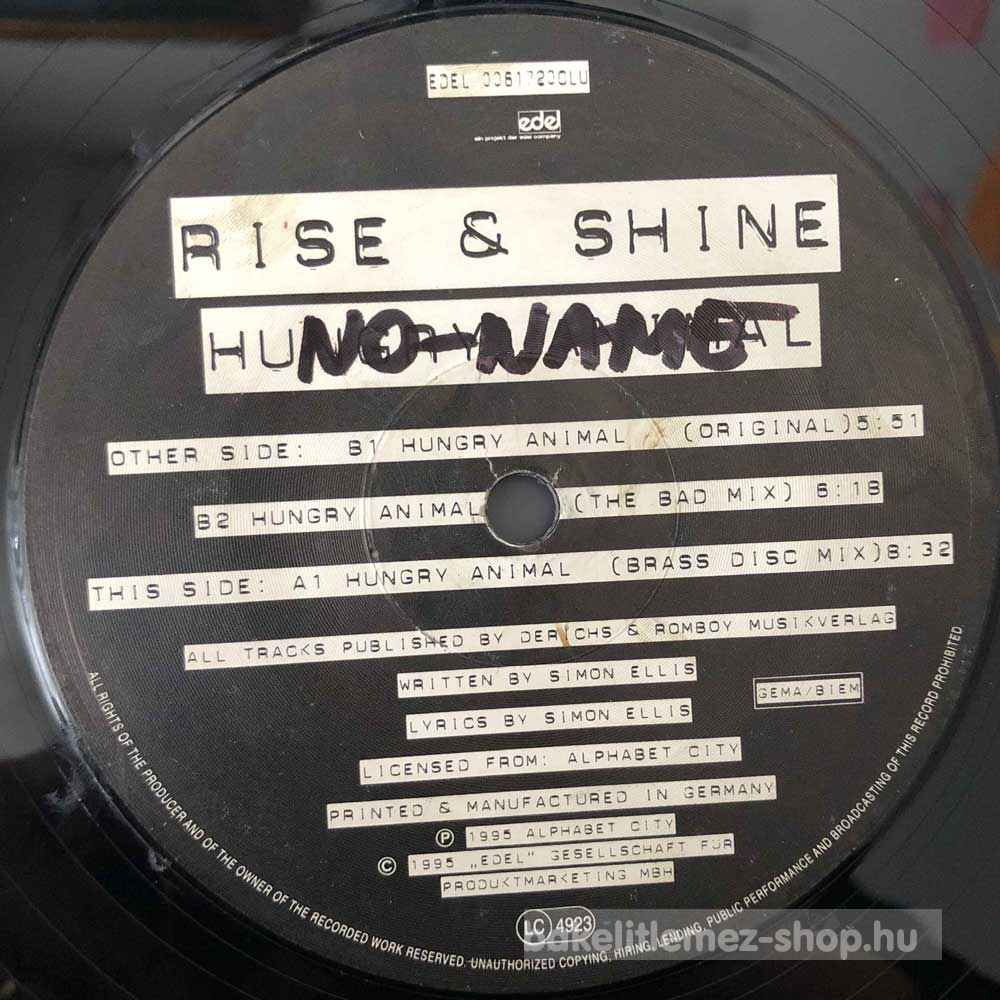 EDEL 0061720CLU
edel
ein projekt der edel company
RISE & SHINE
HUNGRY ANIMAL
NO-NAME
OTHER SIDE: B1 HUNGRY ANIMAL (ORIGINAL)5:51
B2 HUNGRY ANIMAL (THE BAD MIX) 6:18
THIS SIDE: A1 HUNGRY ANIMAL (BRASS DISC MIX)8:32
ALL TRACKS PUBLISHED BY DERICHS & ROMBOY MUSIKVERLAG
WRITTEN BY SIMON ELLIS
GEMA/BIEM
LYRICS BY SIMON ELLIS
LICENSED FROM: ALPHABET CITY
PRINTED & MANUFACTURED IN GERMANY
Ⓟ 1995 ALPHABET CITY
© 1995 „EDEL" GESELLSCHAFT FÜR
PRODUKTMARKETING MBH
LC 4923
ALL RIGHTS OF THE PRODUCER AND OF THE OWNER OF THE RECORDED WORK RESERVED. UNAUTHORIZED COPYING, HIRING, LENDING, PUBLIC PERFORMANCE AND BROADCASTING OF THIS RECORD PROHIBITED.
bakelitlemez-shop.hu